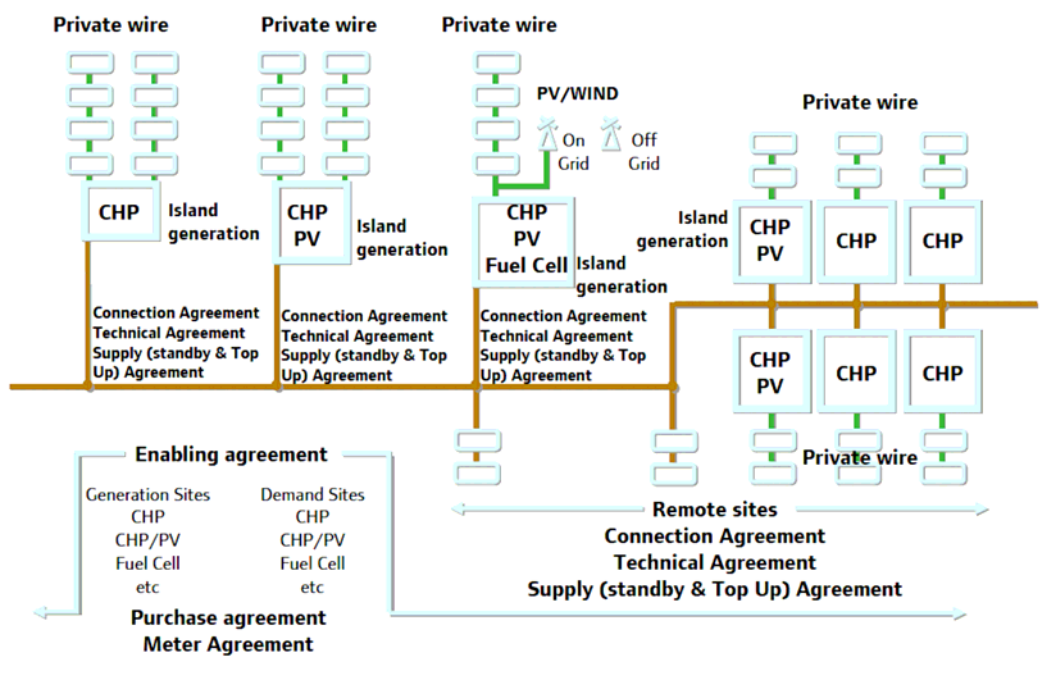 Private wire
Private wire
Private wire
PV/WIND
On
Grid
Off
Grid
Private wire
CHP
Island
generation
CHP
PV
Island
generation
CHP
PV
Fuel Cell
Island
generation
Island
generation
CHP
PV
CHP
CHP
Connection Agreement
Technical Agreement
Supply (standby & Top
Up) Agreement
Connection Agreement
Technical Agreement
Supply (standby & Top
Up) Agreement
Connection Agreement
Technical Agreement
Supply (standby & Top
Up) Agreement
CHP
PV
CHP
CHP
Private wire
Enabling agreement
Generation Sites
CHP
CHP/PV
Fuel Cell
etc
Demand Sites
CHP
CHP/PV
Fuel Cell
etc
Purchase agreement
Meter Agreement
Remote sites
Connection Agreement
Technical Agreement
Supply (standby & Top Up) Agreement